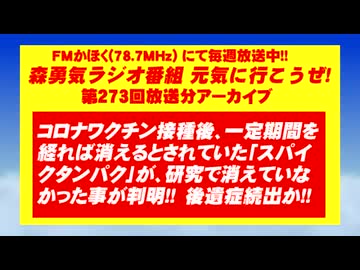 FMかほく(78.7MHz) にて毎週放送中!!
森勇気ラジオ番組 元気に行こうぜ!
第273回放送分アーカイブ
コロナワクチン接種後、一定期間を
経れば消えるとされていた「スパイ
クタンパク」が、研究で消えていな
かった事が判明!! 後遺症続出か!!